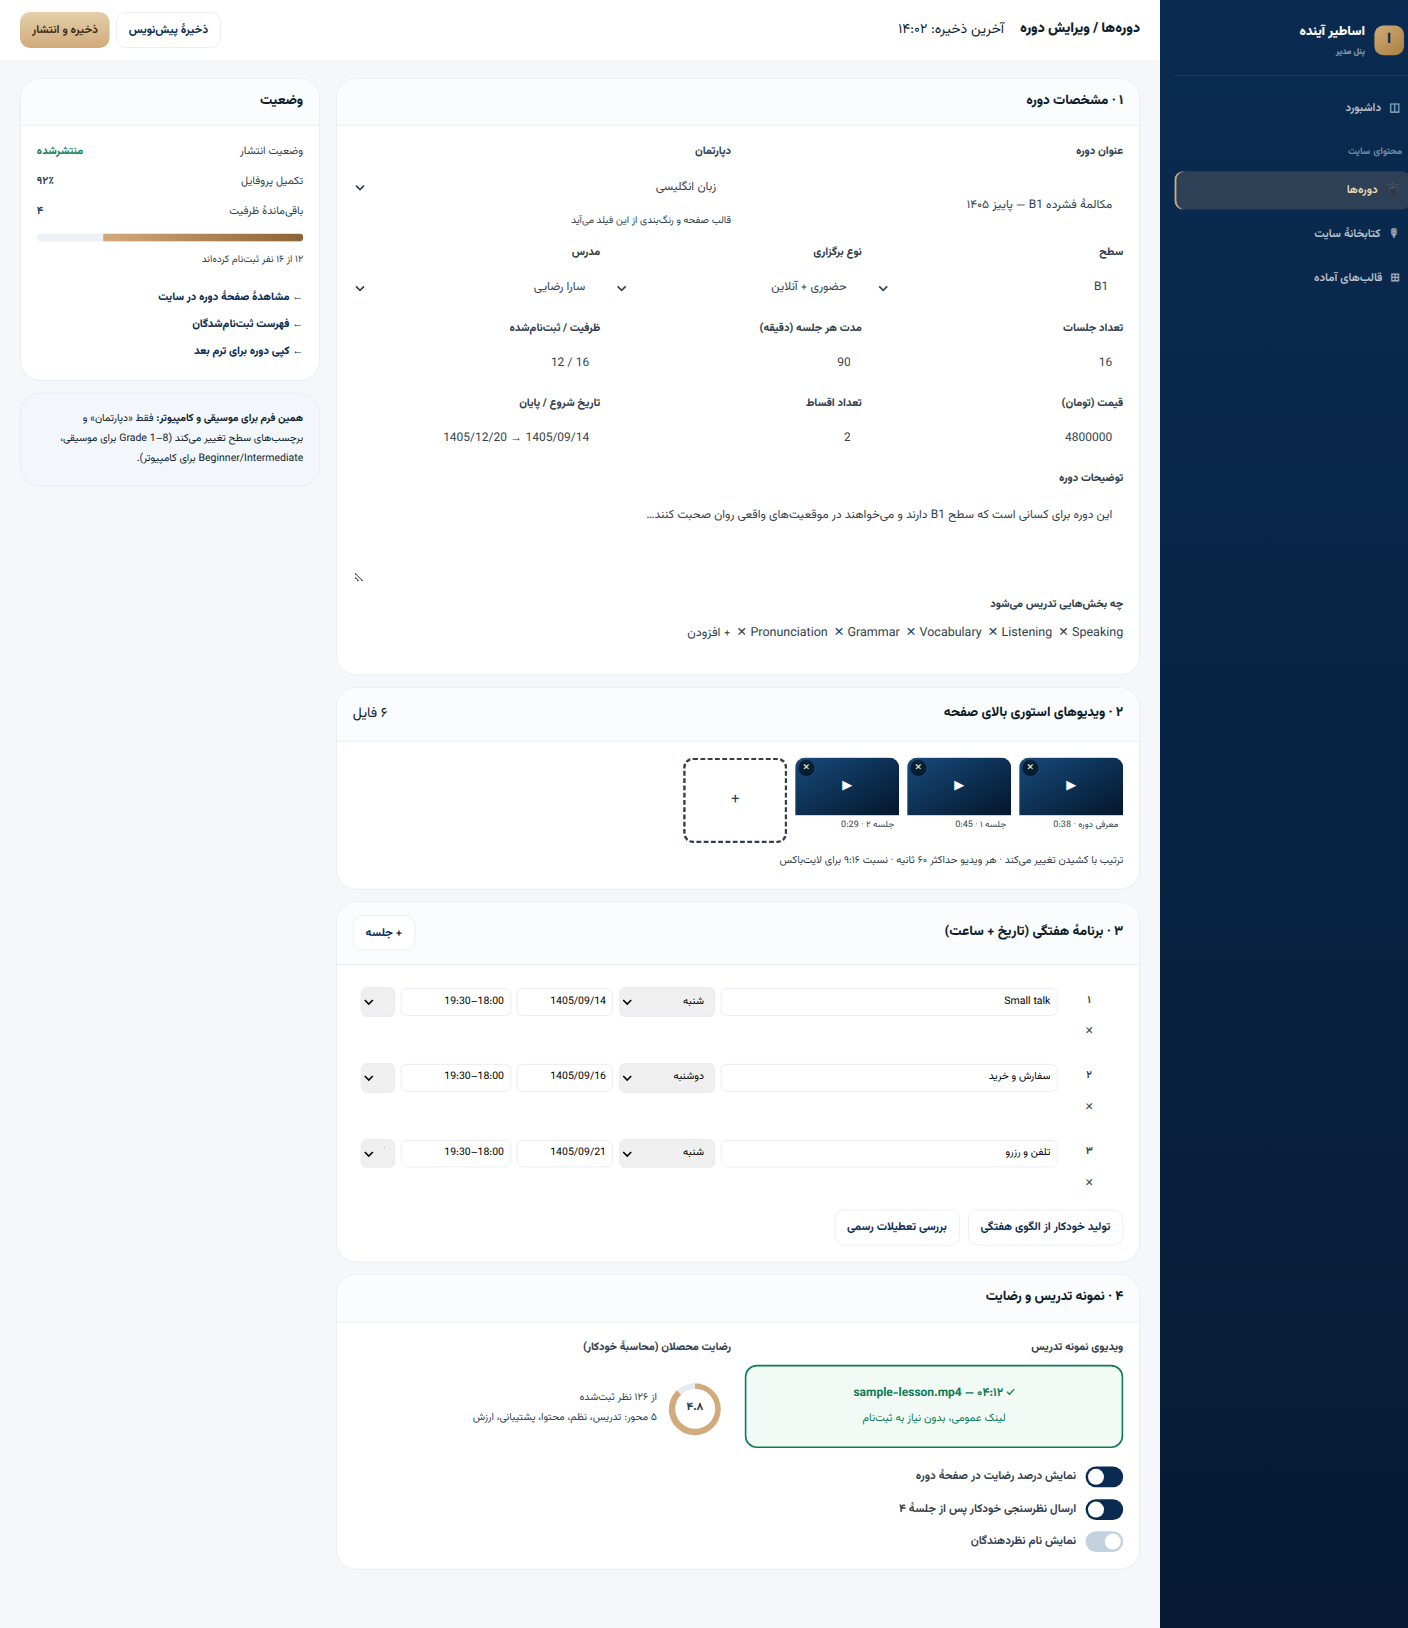 اساطیر آینده
پنل مدیر
داشبورد
محتوای سایت
دوره‌ها
کتابخانهٔ سایت
قالب‌های آماده
دوره‌ها / ویرایش دوره
آخرین ذخیره: ۱۴:۰۲
ذخیرهٔ پیش‌نویس
ذخیره و انتشار
۱ · مشخصات دوره
عنوان دوره
دپارتمان
مکالمهٔ فشرده B1 — پاییز ۱۴۰۵
زبان انگلیسی
قالب صفحه و رنگ‌بندی از این فیلد می‌آید
سطح
نوع برگزاری
مدرس
B1
حضوری + آنلاین
سارا رضایی
تعداد جلسات
مدت هر جلسه (دقیقه)
ظرفیت / ثبت‌نام‌شده
16
90
12 / 16
قیمت (تومان)
تعداد اقساط
تاریخ شروع / پایان
4800000
2
1405/12/20 → 1405/09/14
توضیحات دوره
این دوره برای کسانی است که سطح B1 دارند و می‌خواهند در موقعیت‌های واقعی روان صحبت کنند...
چه بخش‌هایی تدریس می‌شود
Speaking ✕ Listening ✕ Vocabulary ✕ Grammar ✕ Pronunciation ✕ + افزودن
۲ · ویدیوهای استوری بالای صفحه
۶ فایل
معرفی دوره · 0:38
جلسه ۱ · 0:45
جلسه ۲ · 0:29
+
ترتیب با کشیدن تغییر می‌کند · هر ویدیو حداکثر ۶۰ ثانیه · نسبت ۹:۱۶ برای لایت‌باکس
۳ · برنامهٔ هفتگی (تاریخ + ساعت)
+ جلسه
۱
Small talk
شنبه
1405/09/14
18:00–19:30
✕
۲
سفارش و خرید
دوشنبه
1405/09/16
18:00–19:30
✕
۳
تلفن و رزرو
شنبه
1405/09/21
18:00–19:30
✕
تولید خودکار از الگوی هفتگی
بررسی تعطیلات رسمی
۴ · نمونه تدریس و رضایت
ویدیوی نمونه تدریس
رضایت محصلان (محاسبهٔ خودکار)
✓ sample-lesson.mp4 — ۰۴:۱۲
لینک عمومی، بدون نیاز به ثبت‌نام
۴.۸
از ۱۲۶ نظر ثبت‌شده
۵ محور: تدریس، نظم، محتوا، پشتیبانی، ارزش
نمایش درصد رضایت در صفحهٔ دوره
ارسال نظرسنجی خودکار پس از جلسهٔ ۴
نمایش نام نظردهندگان
وضعیت
وضعیت انتشار
منتشرشده
تکمیل پروفایل
۹۲٪
باقی‌ماندهٔ ظرفیت
۴
۱۲ از ۱۶ نفر ثبت‌نام کرده‌اند
← مشاهدهٔ صفحهٔ دوره در سایت
← فهرست ثبت‌نام‌شدگان
← کپی دوره برای ترم بعد
همین فرم برای موسیقی و کامپیوتر: فقط «دپارتمان» و
برچسب‌های سطح تغییر می‌کند (Grade 1–8 برای موسیقی،
Beginner/Intermediate برای کامپیوتر).